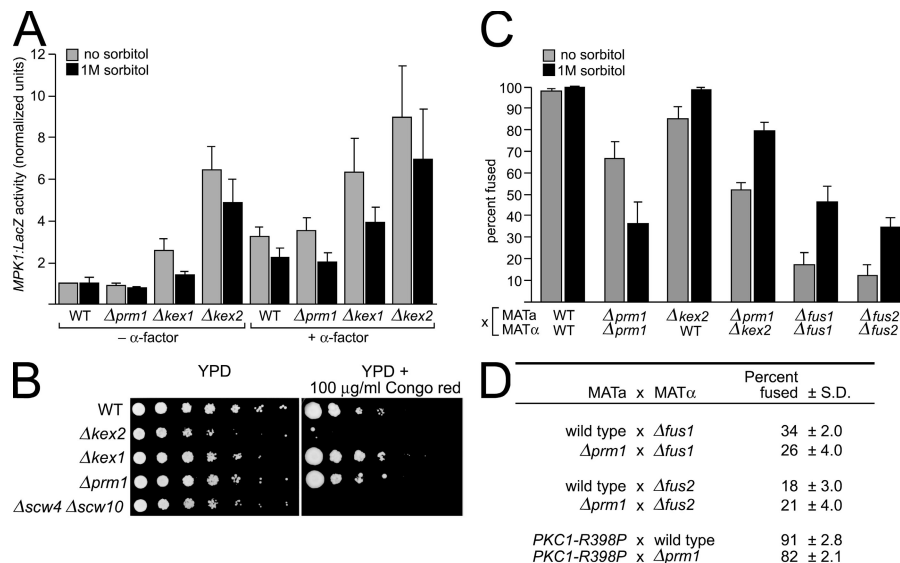 A
no sorbitol
1M sorbitol
MPK1:LacZ activity (normalized units)
12
10
8
6
4
2
WT Δprm1 Δkex1 Δkex2 WT Δprm1 Δkex1 Δkex2
– α-factor + α-factor
C
no sorbitol
1M sorbitol
percent fused
100
90
80
70
60
50
40
30
20
10
x MATa WT Δprm1 Δkex2 Δprm1 Δfus1 Δfus2
MATα WT Δprm1 WT Δkex2 Δfus1 Δfus2
B
YPD YPD +
100 μg/ml Congo red
WT
Δkex2
Δkex1
Δprm1
Δscw4 Δscw10
D
Percent
MATa x MATα fused ± S.D.
wild type x Δfus1 34 ± 2.0
Δprm1 x Δfus1 26 ± 4.0
wild type x Δfus2 18 ± 3.0
Δprm1 x Δfus2 21 ± 4.0
PKC1-R398P x wild type 91 ± 2.8
PKC1-R398P x Δprm1 82 ± 2.1